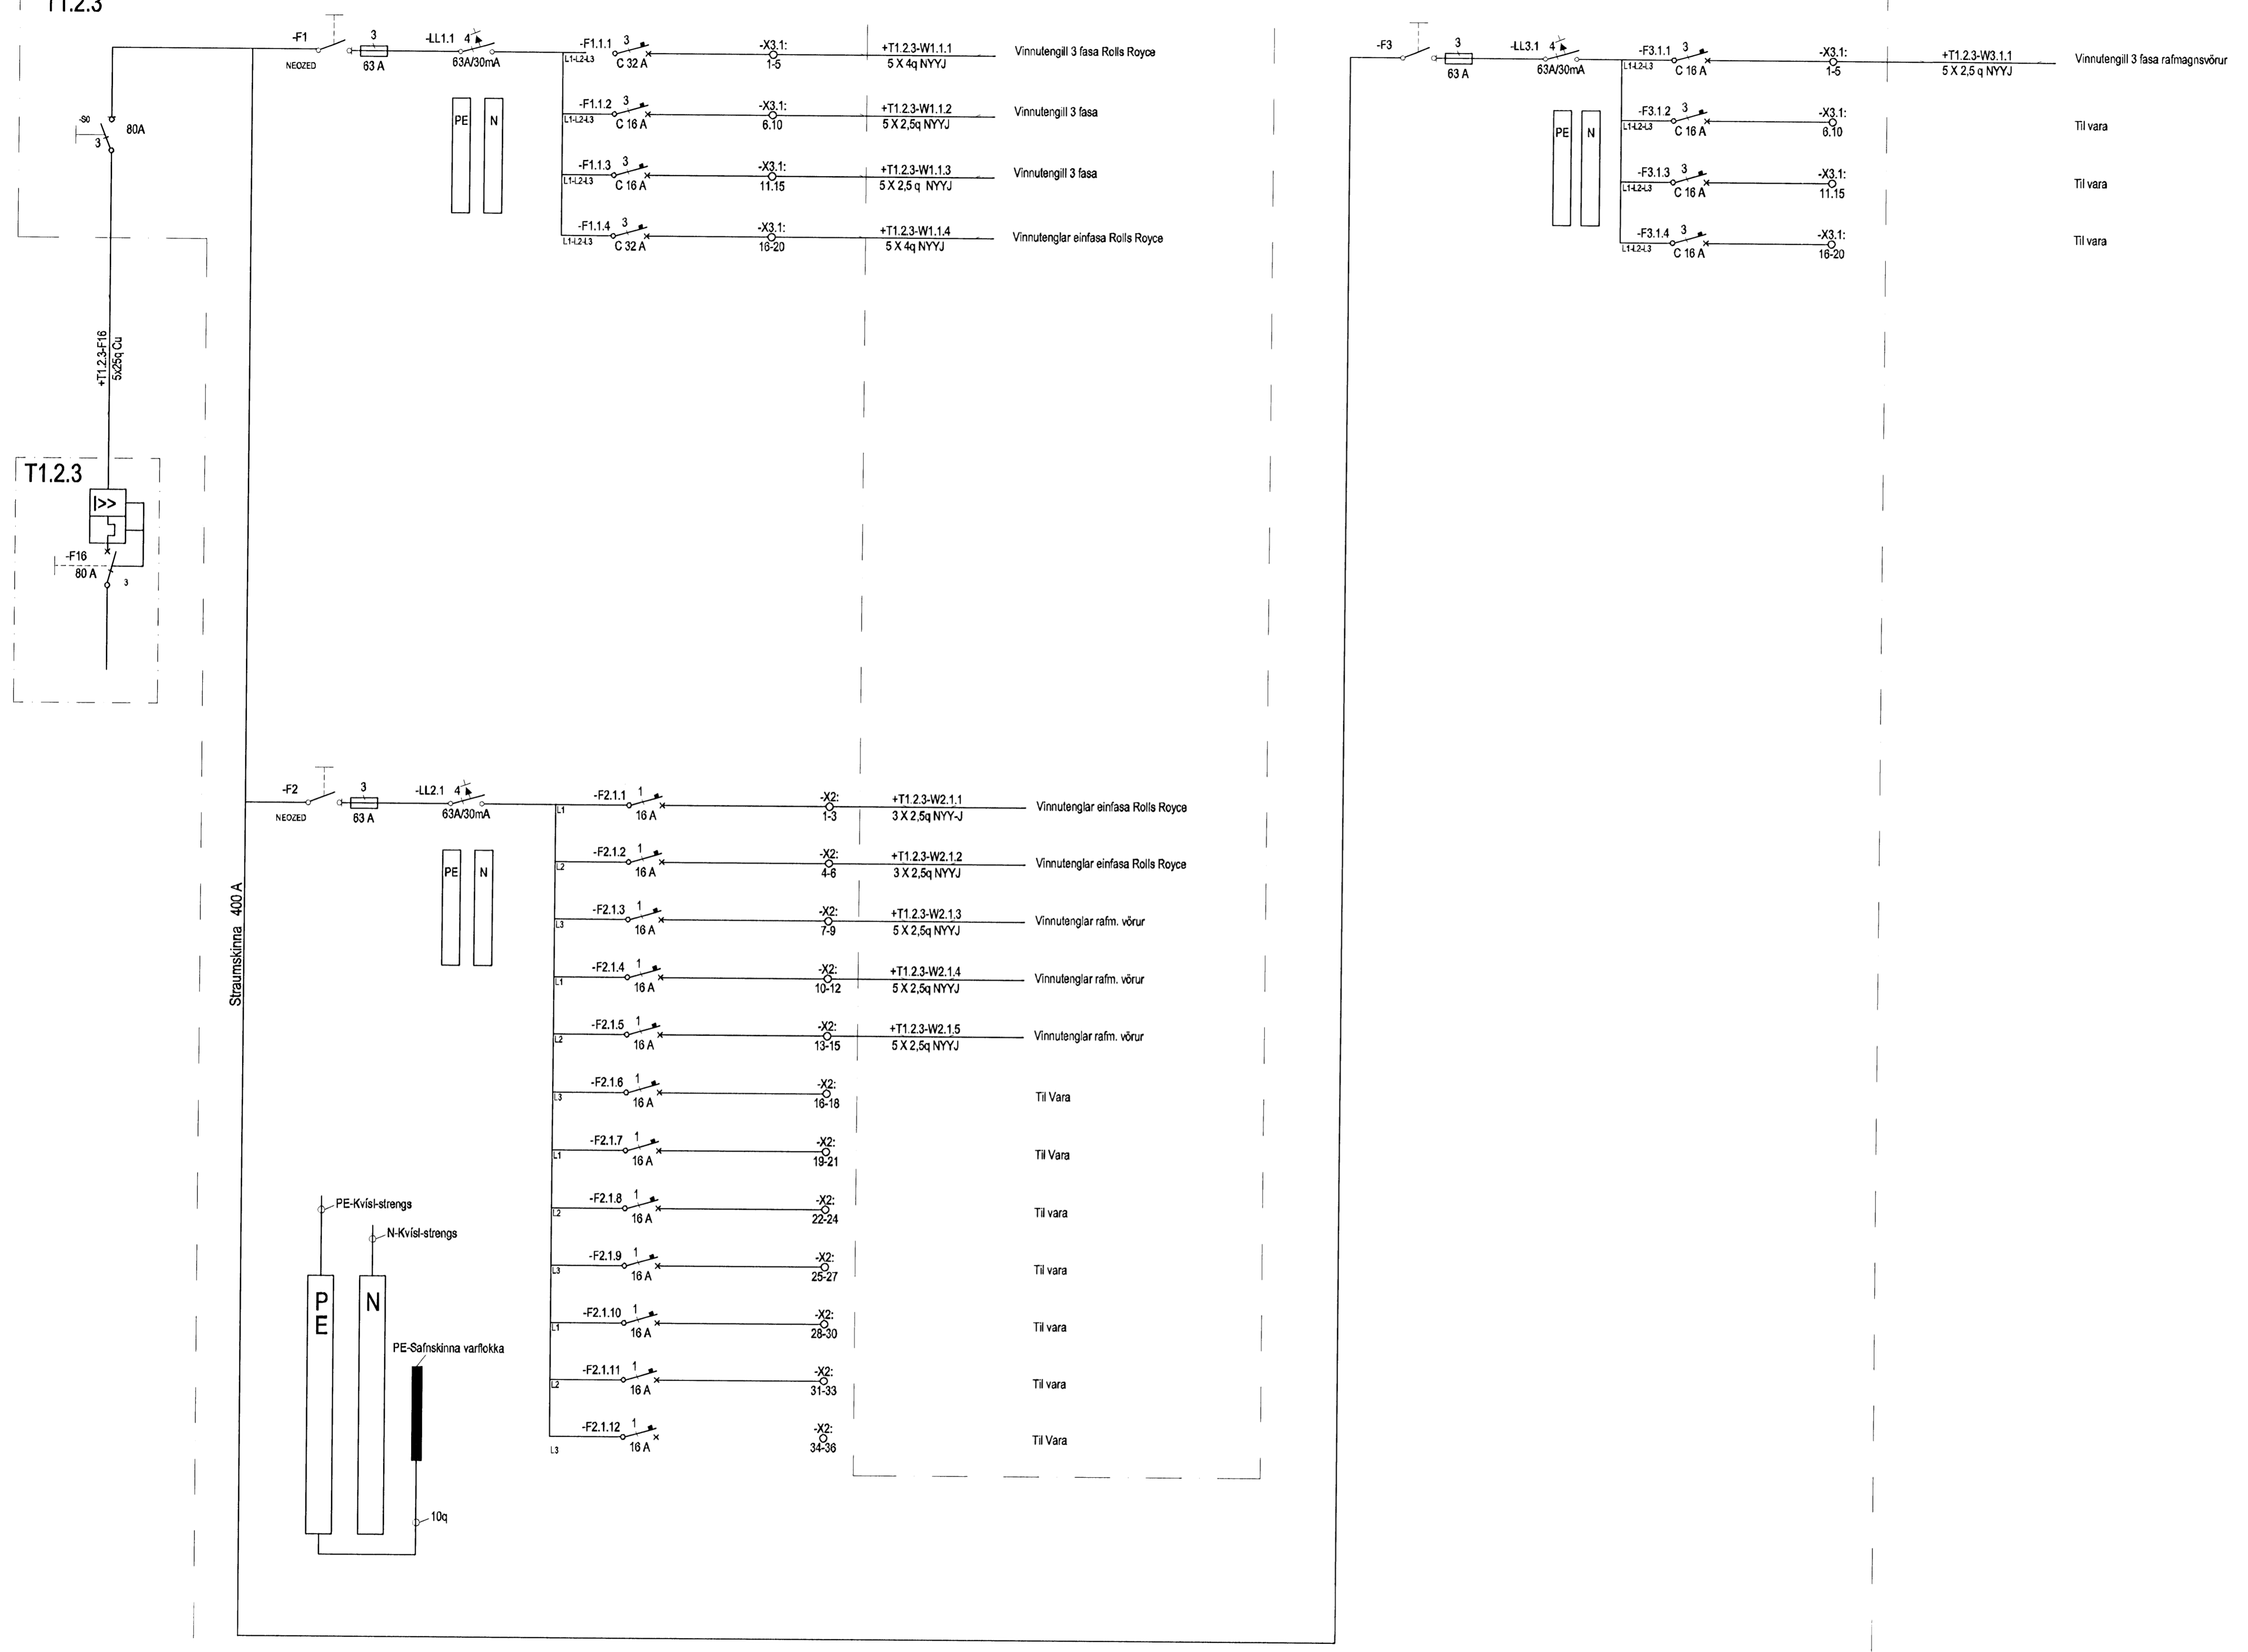 T1.2.3
-S0
80A
3
+T1.2.3-F16
5x25q Cu
T1.2.3
|>>
-F16
80 A
3
Straumskinna 400 A
-F1
NEOZED
3
63 A
-LL1.1
4
63A/30mA
PE
N
L1-L2-L3
-F1.1.1
3
C 32 A
-X3.1:
1-5
+T1.2.3-W1.1.1
5 X 4q NYYJ
Vinnutengill 3 fasa Rolls Royce
L1-L2-L3
-F1.1.2
3
C 16 A
-X3.1:
6.10
+T1.2.3-W1.1.2
5 X 2,5q NYYJ
Vinnutengill 3 fasa
L1-L2-L3
-F1.1.3
3
C 16 A
-X3.1:
11.15
+T1.2.3-W1.1.3
5 X 2,5 q NYYJ
Vinnutengill 3 fasa
L1-L2-L3
-F1.1.4
3
C 32 A
-X3.1:
16-20
+T1.2.3-W1.1.4
5 X 4q NYYJ
Vinnutenglar einfasa Rolls Royce
-F2
NEOZED
3
63 A
-LL2.1
4
63A/30mA
PE
N
L1
-F2.1.1
1
16 A
-X2:
1-3
+T1.2.3-W2.1.1
3 X 2,5q NYY-J
Vinnutenglar einfasa Rolls Royce
L2
-F2.1.2
1
16 A
-X2:
4-6
+T1.2.3-W2.1.2
3 X 2,5q NYYJ
Vinnutenglar einfasa Rolls Royce
L3
-F2.1.3
1
16 A
-X2:
7-9
+T1.2.3-W2.1.3
5 X 2,5q NYYJ
Vinnutenglar rafm. vörur
L1
-F2.1.4
1
16 A
-X2:
10-12
+T1.2.3-W2.1.4
5 X 2,5q NYYJ
Vinnutenglar rafm. vörur
L2
-F2.1.5
1
16 A
-X2:
13-15
+T1.2.3-W2.1.5
5 X 2,5q NYYJ
Vinnutenglar rafm. vörur
L3
-F2.1.6
1
16 A
-X2:
16-18
Til Vara
L1
-F2.1.7
1
16 A
-X2:
19-21
Til Vara
L2
-F2.1.8
1
16 A
-X2:
22-24
Til vara
L3
-F2.1.9
1
16 A
-X2:
25-27
Til vara
L1
-F2.1.10
1
16 A
-X2:
28-30
Til vara
L2
-F2.1.11
1
16 A
-X2:
31-33
Til vara
L3
-F2.1.12
1
16 A
-X2:
34-36
Til Vara
PE-Kvísl-strengs
N-Kvísl-strengs
PE
N
PE-Safnskinna varflokka
10q
-F3
3
63 A
-LL3.1
4
63A/30mA
PE
N
L1-L2-L3
-F3.1.1
3
C 16 A
-X3.1:
1-5
+T1.2.3-W3.1.1
5 X 2,5 q NYYJ
Vinnutengill 3 fasa rafmagnsvörur
L1-L2-L3
-F3.1.2
3
C 16 A
-X3.1:
6.10
Til vara
L1-L2-L3
-F3.1.3
3
C 16 A
-X3.1:
11.15
Til vara
L1-L2-L3
-F3.1.4
3
C 16 A
-X3.1:
16-20
Til vara